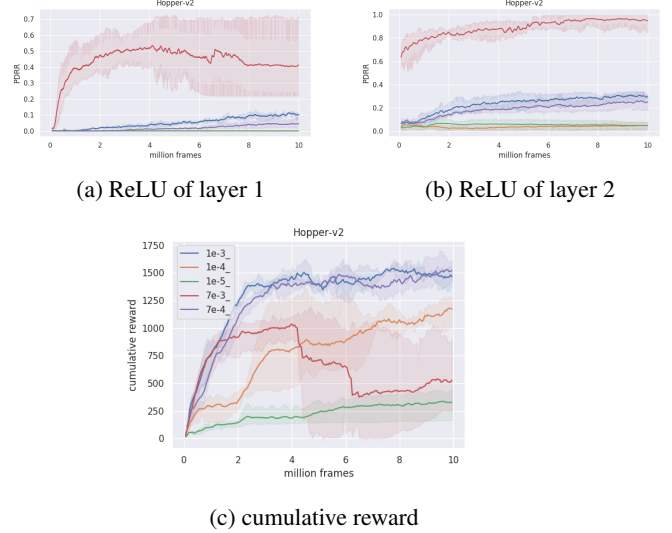 Hopper-v2
0.7
0.6
0.5
0.4
0.3
0.2
0.1
0.0
PDRR
0 2 4 6 8 10
million frames
(a) ReLU of layer 1
Hopper-v2
1.0
0.8
0.6
0.4
0.2
0.0
PDRR
0 2 4 6 8 10
million frames
(b) ReLU of layer 2
Hopper-v2
1750
1500
1250
1000
750
500
250
0
cumulative reward
1e-3_
1e-4_
1e-5_
7e-3_
7e-4_
0 2 4 6 8 10
million frames
(c) cumulative reward